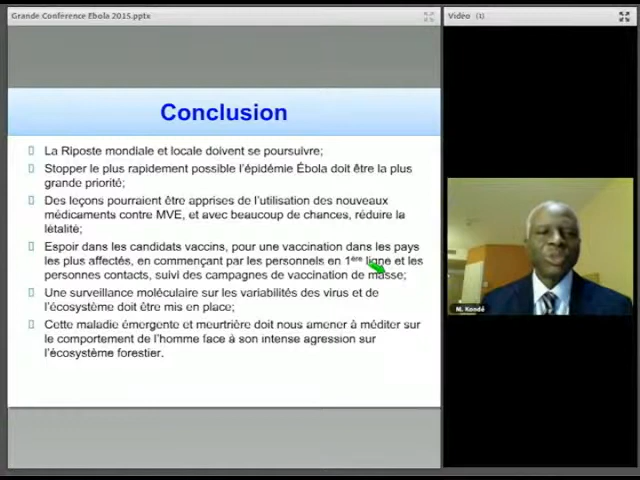 Grande Conférence Ebola 2015.pptx
Vidéo (1)
Conclusion
La Riposte mondiale et locale doivent se poursuivre;
Stopper le plus rapidement possible l'épidémie Ébola doit être la plus
grande priorité;
Des leçons pourraient être apprises de l'utilisation des nouveaux
médicaments contre MVE, et avec beaucoup de chances, réduire la
létalité;
Espoir dans les candidats vaccins, pour une vaccination dans les pays
les plus affectés, en commençant par les personnels en 1ère ligne et les
personnes contacts, suivi des campagnes de vaccination de masse;
Une surveillance moléculaire sur les variabilités des virus et de
l'écosystème doit être mis en place;
Cette maladie émergente et meurtrière doit nous amener à méditer sur
le comportement de l'homme face à son intense agression sur
l'écosystème forestier.
M. Kondé